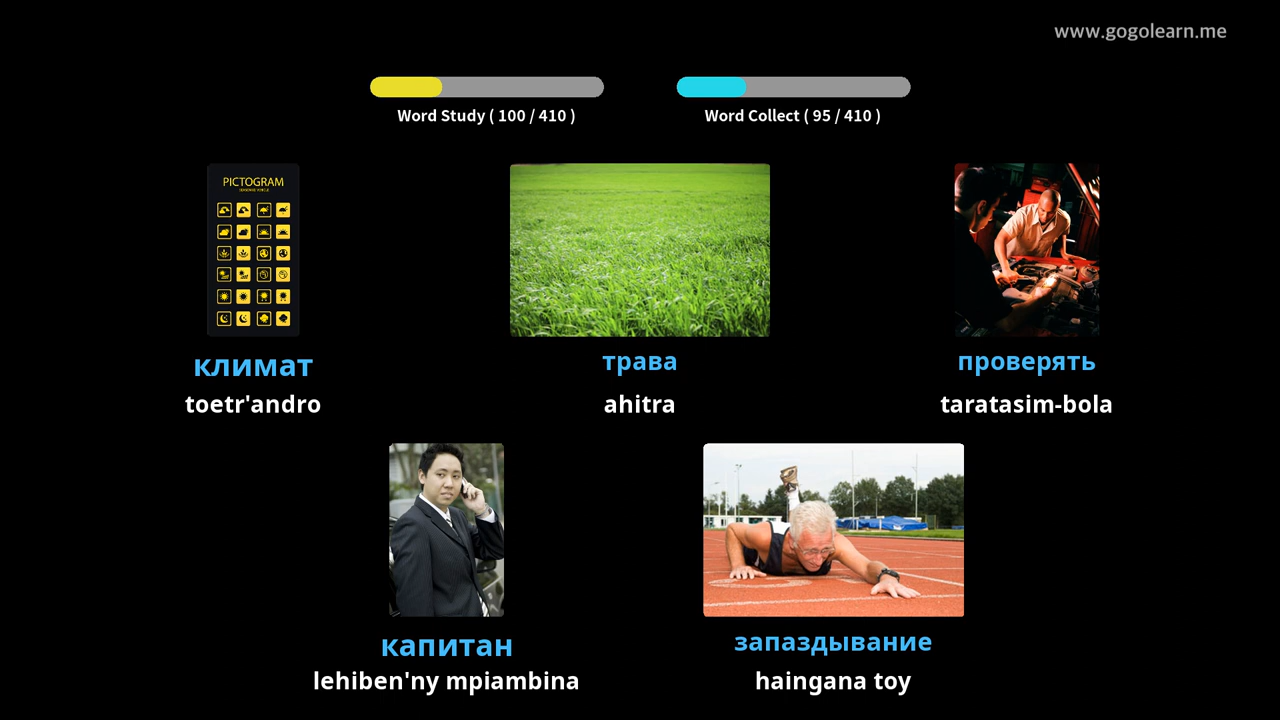 www.gogolearn.me
Word Study ( 100 / 410 )
Word Collect ( 95 / 410 )
PICTOGRAM
климат
toetr'andro
трава
ahitra
проверять
taratasim-bola
капитан
lehiben'ny mpiambina
запаздывание
haingana toy